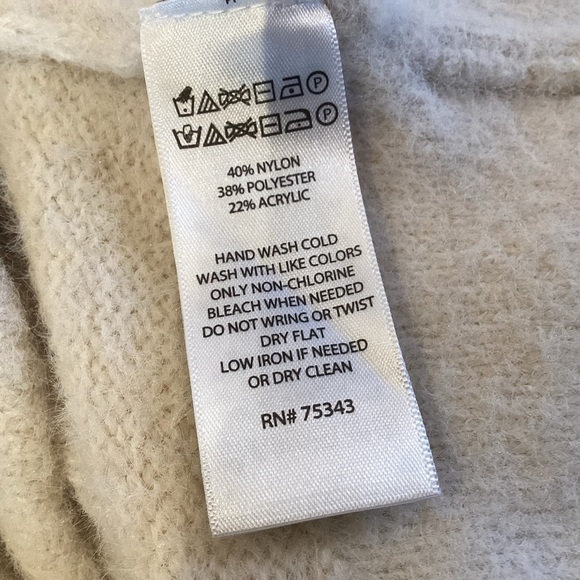 40% NYLON
38% POLYESTER
22% ACRYLIC
HAND WASH COLD
WASH WITH LIKE COLORS
ONLY NON-CHLORINE
BLEACH WHEN NEEDED
DO NOT WRING OR TWIST
DRY FLAT
LOW IRON IF NEEDED
OR DRY CLEAN
RN# 75343